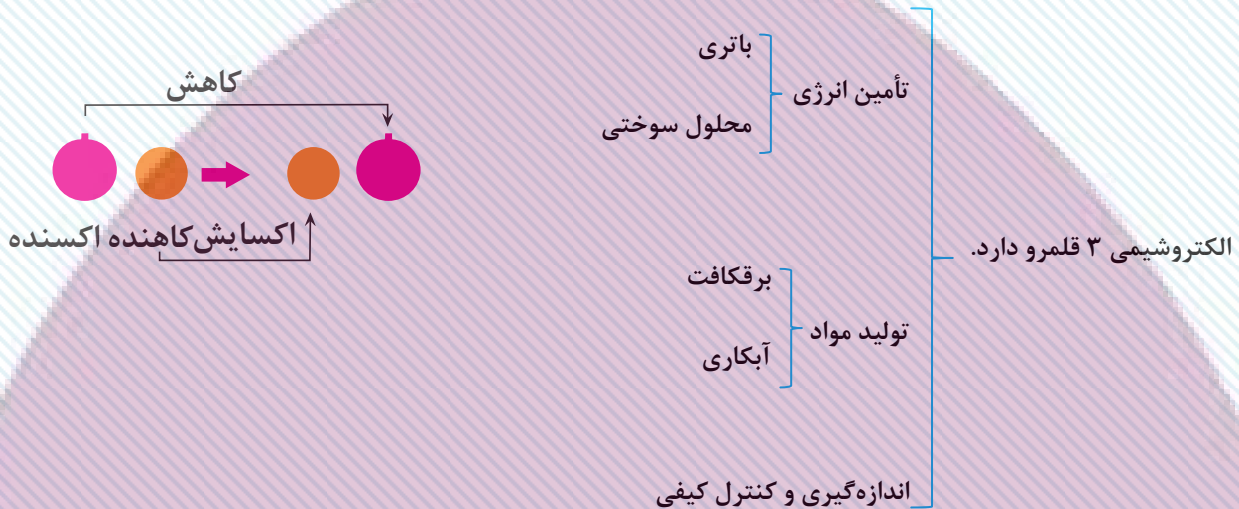 الکتروشیمی ۳ قلمرو دارد.
تأمین انرژی
باتری
محلول سوختی
تولید مواد
برقکافت
آبکاری
اندازه‌گیری و کنترل کیفی
کاهش
اکسایش کاهنده اکسنده